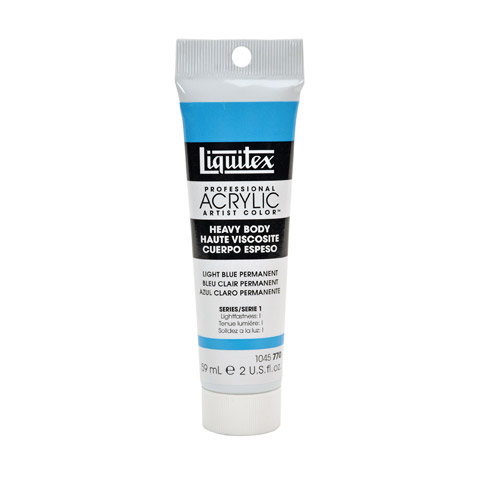 Liquitex
PROFESSIONAL
ACRYLIC
ARTIST COLOR™
HEAVY BODY
HAUTE VISCOSITE
CUERPO ESPESO
LIGHT BLUE PERMANENT
BLEU CLAIR PERMANENT
AZUL CLARO PERMANENTE
SERIES/SERIE 1
Lightfastness: I
Tenue lumière: I
Solidez a la luz: I
1045 770
59 mL e 2 U.S.fl.oz.